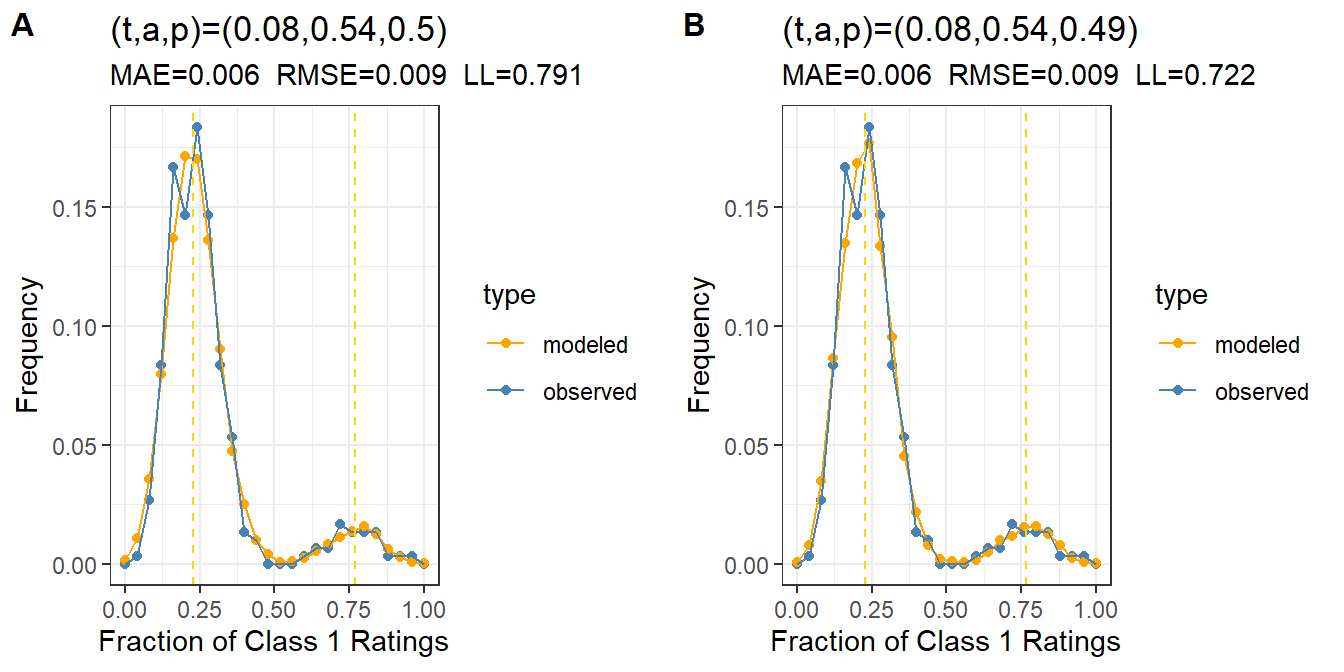 A
(t,a,p)=(0.08,0.54,0.5)
MAE=0.006 RMSE=0.009 LL=0.791
Frequency
0.15
0.10
0.05
0.00
0.00 0.25 0.50 0.75 1.00
Fraction of Class 1 Ratings
type
modeled
observed
B
(t,a,p)=(0.08,0.54,0.49)
MAE=0.006 RMSE=0.009 LL=0.722
Frequency
0.15
0.10
0.05
0.00
0.00 0.25 0.50 0.75 1.00
Fraction of Class 1 Ratings
type
modeled
observed